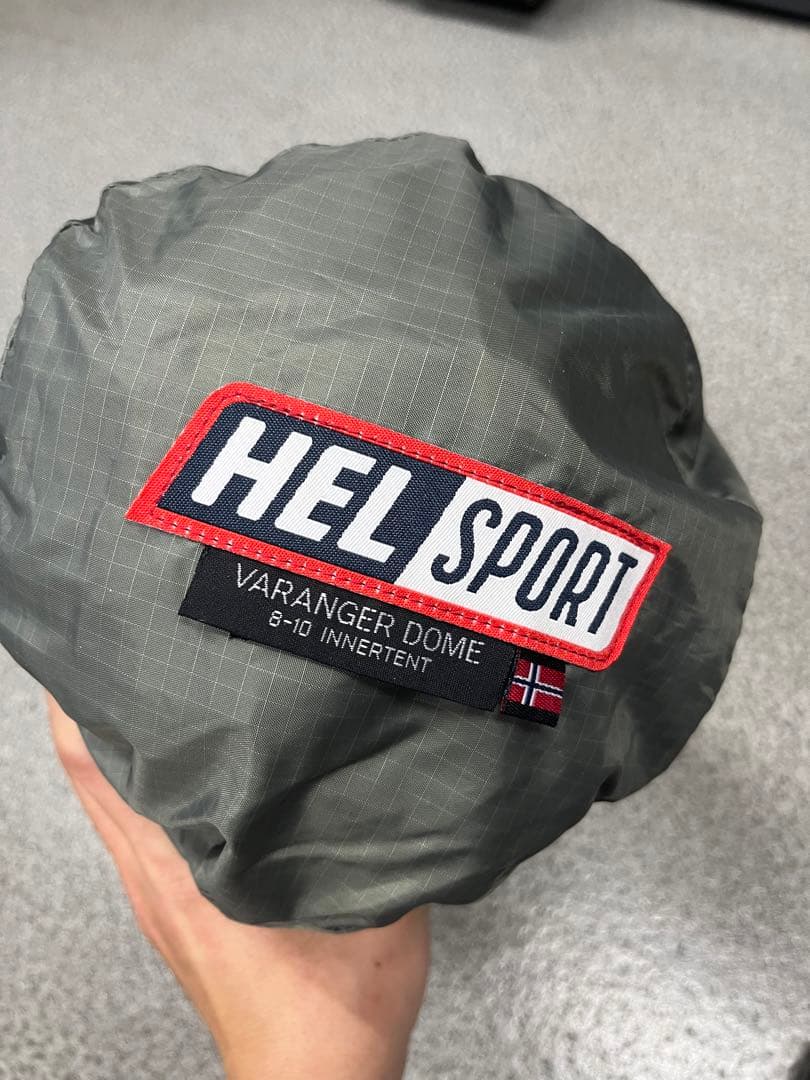 HEL SPORT
VARANGER DOME
8-10 INNERTENT